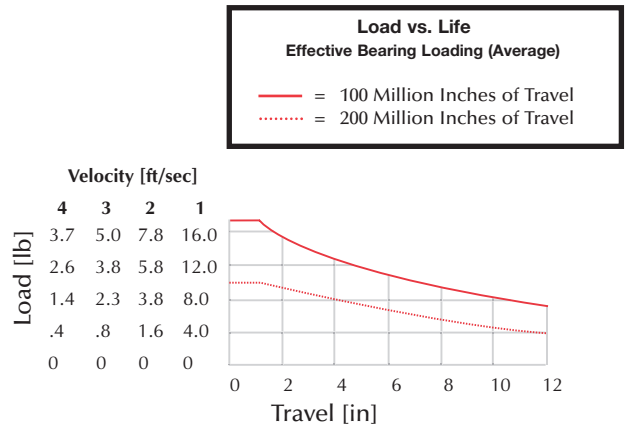 Load vs. Life
Effective Bearing Loading (Average)
= 100 Million Inches of Travel
= 200 Million Inches of Travel
Velocity [ft/sec]
4 3 2 1
3.7 5.0 7.8 16.0
2.6 3.8 5.8 12.0
1.4 2.3 3.8 8.0
.4 .8 1.6 4.0
0 0 0 0
Load [lb]
0 2 4 6 8 10 12
Travel [in]